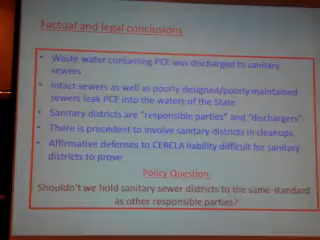 Factual and legal conclusions
• Waste water containing PCE was discharged to sanitary
sewers
• Intact sewers as well as poorly designed/poorly maintained
sewers leak PCE into the waters of the State
• Sanitary districts are "responsible parties" and "dischargers"
• There is precedent to involve sanitary districts in cleanups
• Affirmative defenses to CERCLA liability difficult for sanitary
districts to prove
Policy Question:
Shouldn't we hold sanitary sewer districts to the same standard
as other responsible parties?